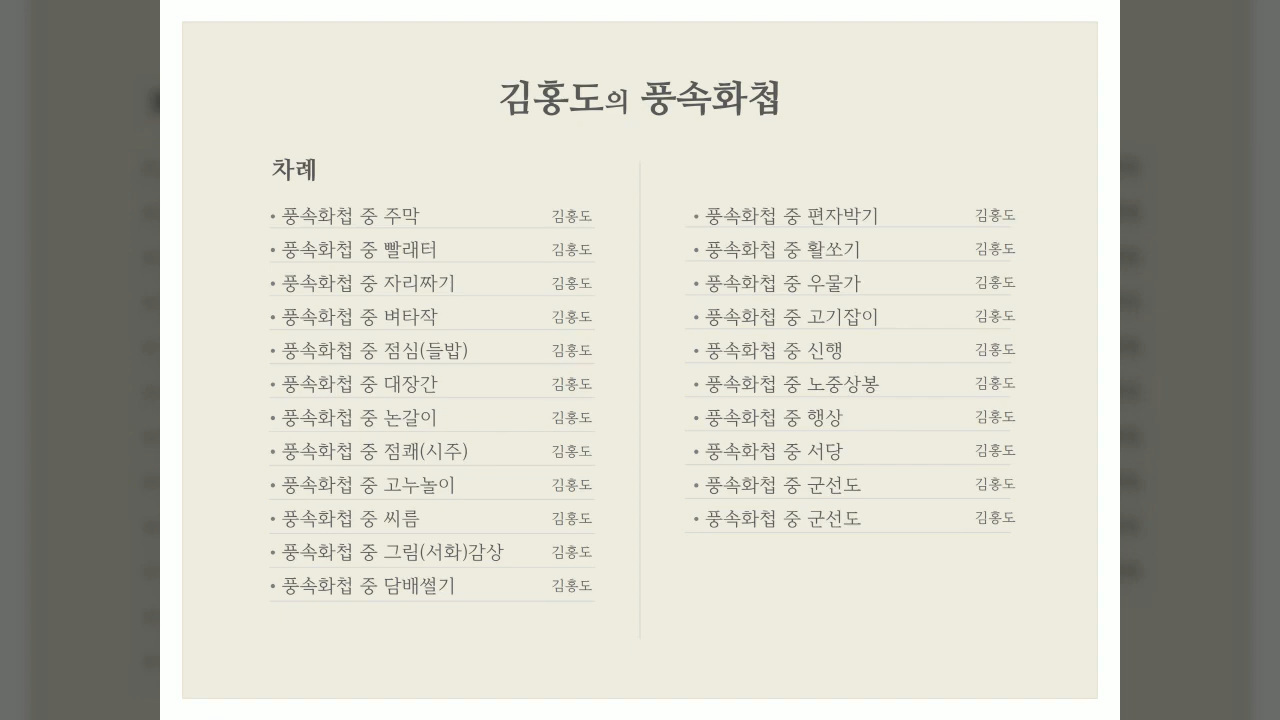 김홍도의 풍속화첩
차례
• 풍속화첩 중 주막 김홍도
• 풍속화첩 중 빨래터 김홍도
• 풍속화첩 중 자리짜기 김홍도
• 풍속화첩 중 벼타작 김홍도
• 풍속화첩 중 점심(들밥) 김홍도
• 풍속화첩 중 대장간 김홍도
• 풍속화첩 중 논갈이 김홍도
• 풍속화첩 중 점괘(시주) 김홍도
• 풍속화첩 중 고누놀이 김홍도
• 풍속화첩 중 씨름 김홍도
• 풍속화첩 중 그림(서화)감상 김홍도
• 풍속화첩 중 담배썰기 김홍도
• 풍속화첩 중 편자박기 김홍도
• 풍속화첩 중 활쏘기 김홍도
• 풍속화첩 중 우물가 김홍도
• 풍속화첩 중 고기잡이 김홍도
• 풍속화첩 중 신행 김홍도
• 풍속화첩 중 노중상봉 김홍도
• 풍속화첩 중 행상 김홍도
• 풍속화첩 중 서당 김홍도
• 풍속화첩 중 군선도 김홍도
• 풍속화첩 중 군선도 김홍도